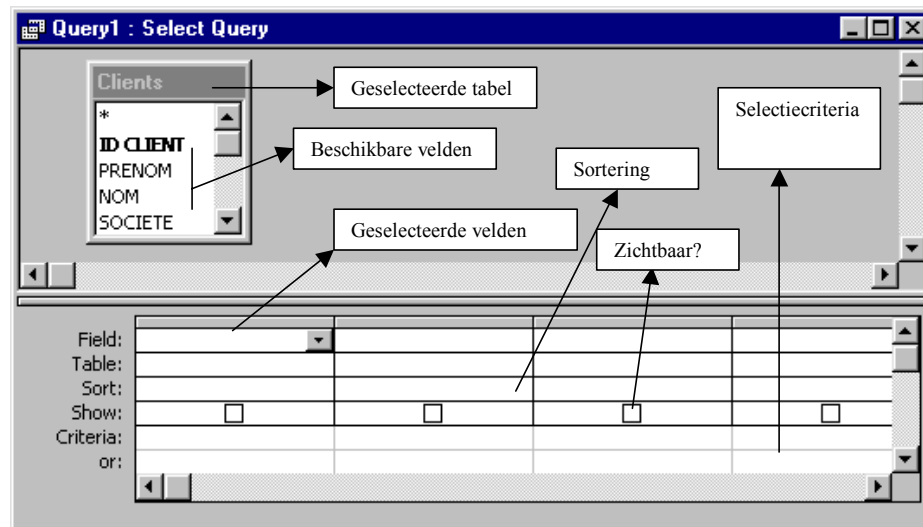 Query1 : Select Query
Clients
Geselecteerde tabel
Selectiecriteria
*
ID CLIENT
Beschikbare velden
PRENOM
Sortering
NOM
SOCIETE
Geselecteerde velden
Zichtbaar?
Field:
Table:
Sort:
Show:
Criteria:
or: